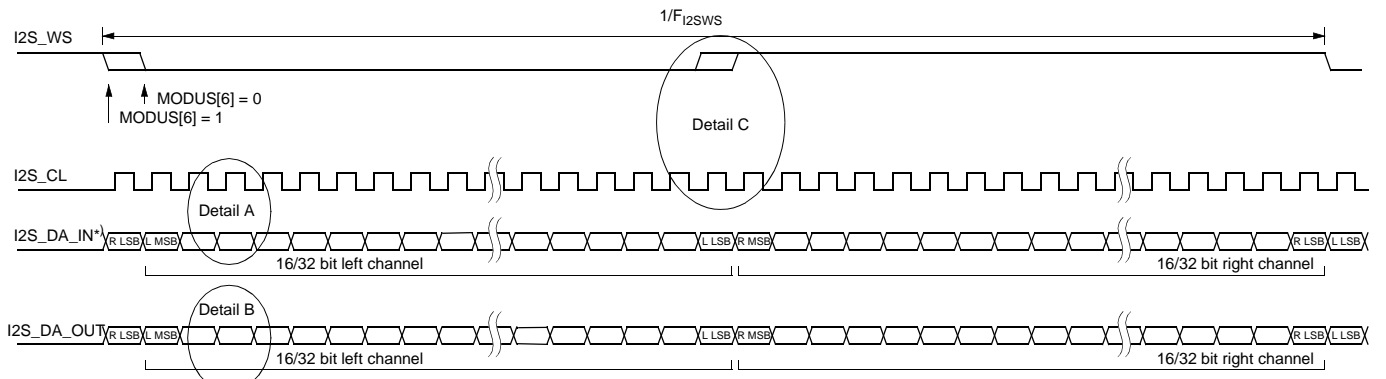 1/F_I2SWS
I2S_WS
MODUS[6] = 0
MODUS[6] = 1
Detail C
I2S_CL
Detail A
I2S_DA_IN*)
R LSB L MSB L LSB R MSB R LSB L LSB
16/32 bit left channel 16/32 bit right channel
Detail B
I2S_DA_OUT
R LSB L MSB L LSB R MSB R LSB L LSB
16/32 bit left channel 16/32 bit right channel